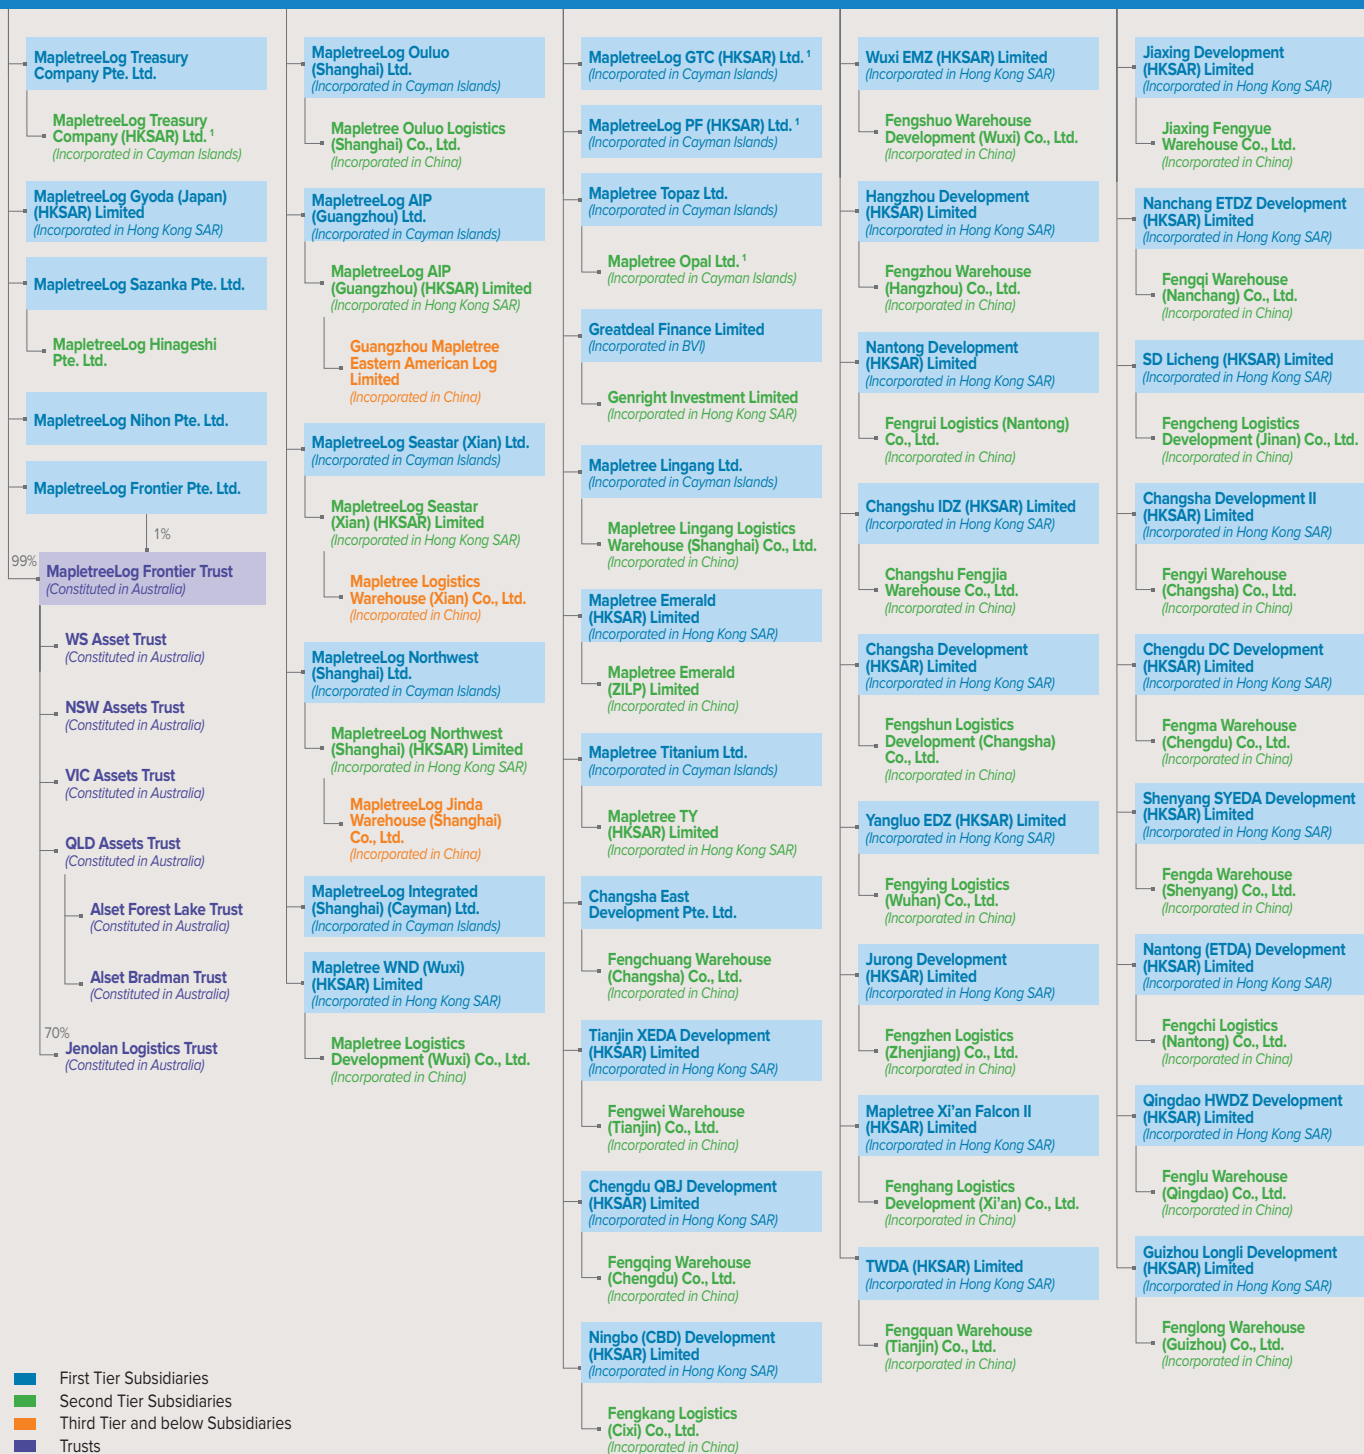 MapletreeLog Treasury
Company Pte. Ltd.
MapletreeLog Treasury
Company (HKSAR) Ltd. 1
(Incorporated in Cayman Islands)
MapletreeLog Gyoda (Japan)
(HKSAR) Limited
(Incorporated in Hong Kong SAR)
MapletreeLog Sazanka Pte. Ltd.
MapletreeLog Hinageshi
Pte. Ltd.
MapletreeLog Nihon Pte. Ltd.
MapletreeLog Frontier Pte. Ltd.
1%
99%
MapletreeLog Frontier Trust
(Constituted in Australia)
WS Asset Trust
(Constituted in Australia)
NSW Assets Trust
(Constituted in Australia)
VIC Assets Trust
(Constituted in Australia)
QLD Assets Trust
(Constituted in Australia)
Alset Forest Lake Trust
(Constituted in Australia)
Alset Bradman Trust
(Constituted in Australia)
70%
Jenolan Logistics Trust
(Constituted in Australia)
MapletreeLog Ouluo
(Shanghai) Ltd.
(Incorporated in Cayman Islands)
Mapletree Ouluo Logistics
(Shanghai) Co., Ltd.
(Incorporated in China)
MapletreeLog AIP
(Guangzhou) Ltd.
(Incorporated in Cayman Islands)
MapletreeLog AIP
(Guangzhou) (HKSAR) Limited
(Incorporated in Hong Kong SAR)
Guangzhou Mapletree
Eastern American Log
Limited
(Incorporated in China)
MapletreeLog Seastar (Xian) Ltd.
(Incorporated in Cayman Islands)
MapletreeLog Seastar
(Xian) (HKSAR) Limited
(Incorporated in Hong Kong SAR)
Mapletree Logistics
Warehouse (Xian) Co., Ltd.
(Incorporated in China)
MapletreeLog Northwest
(Shanghai) Ltd.
(Incorporated in Cayman Islands)
MapletreeLog Northwest
(Shanghai) (HKSAR) Limited
(Incorporated in Hong Kong SAR)
MapletreeLog Jinda
Warehouse (Shanghai)
Co., Ltd.
(Incorporated in China)
MapletreeLog Integrated
(Shanghai) (Cayman) Ltd.
(Incorporated in Cayman Islands)
Mapletree WND (Wuxi)
(HKSAR) Limited
(Incorporated in Hong Kong SAR)
Mapletree Logistics
Development (Wuxi) Co., Ltd.
(Incorporated in China)
MapletreeLog GTC (HKSAR) Ltd. 1
(Incorporated in Cayman Islands)
MapletreeLog PF (HKSAR) Ltd. 1
(Incorporated in Cayman Islands)
Mapletree Topaz Ltd.
(Incorporated in Cayman Islands)
Mapletree Opal Ltd. 1
(Incorporated in Cayman Islands)
Greatdeal Finance Limited
(Incorporated in BVI)
Genright Investment Limited
(Incorporated in Hong Kong SAR)
Mapletree Lingang Ltd.
(Incorporated in Cayman Islands)
Mapletree Lingang Logistics
Warehouse (Shanghai) Co., Ltd.
(Incorporated in China)
Mapletree Emerald
(HKSAR) Limited
(Incorporated in Hong Kong SAR)
Mapletree Emerald
(ZILP) Limited
(Incorporated in China)
Mapletree Titanium Ltd.
(Incorporated in Cayman Islands)
Mapletree TY
(HKSAR) Limited
(Incorporated in Hong Kong SAR)
Changsha East
Development Pte. Ltd.
Fengchuang Warehouse
(Changsha) Co., Ltd.
(Incorporated in China)
Tianjin XEDA Development
(HKSAR) Limited
(Incorporated in Hong Kong SAR)
Fengwei Warehouse
(Tianjin) Co., Ltd.
(Incorporated in China)
Chengdu QBJ Development
(HKSAR) Limited
(Incorporated in Hong Kong SAR)
Fengqing Warehouse
(Chengdu) Co., Ltd.
(Incorporated in China)
Ningbo (CBD) Development
(HKSAR) Limited
(Incorporated in Hong Kong SAR)
Fengkang Logistics
(Cixi) Co., Ltd.
(Incorporated in China)
Wuxi EMZ (HKSAR) Limited
(Incorporated in Hong Kong SAR)
Fengshuo Warehouse
Development (Wuxi) Co., Ltd.
(Incorporated in China)
Hangzhou Development
(HKSAR) Limited
(Incorporated in Hong Kong SAR)
Fengzhou Warehouse
(Hangzhou) Co., Ltd.
(Incorporated in China)
Nantong Development
(HKSAR) Limited
(Incorporated in Hong Kong SAR)
Fengrui Logistics (Nantong)
Co., Ltd.
(Incorporated in China)
Changshu IDZ (HKSAR) Limited
(Incorporated in Hong Kong SAR)
Changshu Fengjia
Warehouse Co., Ltd.
(Incorporated in China)
Changsha Development
(HKSAR) Limited
(Incorporated in Hong Kong SAR)
Fengshun Logistics
Development (Changsha)
Co., Ltd.
(Incorporated in China)
Yangluo EDZ (HKSAR) Limited
(Incorporated in Hong Kong SAR)
Fengying Logistics
(Wuhan) Co., Ltd.
(Incorporated in China)
Jurong Development
(HKSAR) Limited
(Incorporated in Hong Kong SAR)
Fengzhen Logistics
(Zhenjiang) Co., Ltd.
(Incorporated in China)
Mapletree Xi'an Falcon II
(HKSAR) Limited
(Incorporated in Hong Kong SAR)
Fenghang Logistics
Development (Xi'an) Co., Ltd.
(Incorporated in China)
TWDA (HKSAR) Limited
(Incorporated in Hong Kong SAR)
Fengquan Warehouse
(Tianjin) Co., Ltd.
(Incorporated in China)
Jiaxing Development
(HKSAR) Limited
(Incorporated in Hong Kong SAR)
Jiaxing Fengyue
Warehouse Co., Ltd.
(Incorporated in China)
Nanchang ETDZ Development
(HKSAR) Limited
(Incorporated in Hong Kong SAR)
Fengqi Warehouse
(Nanchang) Co., Ltd.
(Incorporated in China)
SD Licheng (HKSAR) Limited
(Incorporated in Hong Kong SAR)
Fengcheng Logistics
Development (Jinan) Co., Ltd.
(Incorporated in China)
Changsha Development II
(HKSAR) Limited
(Incorporated in Hong Kong SAR)
Fengyi Warehouse
(Changsha) Co., Ltd.
(Incorporated in China)
Chengdu DC Development
(HKSAR) Limited
(Incorporated in Hong Kong SAR)
Fengma Warehouse
(Chengdu) Co., Ltd.
(Incorporated in China)
Shenyang SYEDA Development
(HKSAR) Limited
(Incorporated in Hong Kong SAR)
Fengda Warehouse
(Shenyang) Co., Ltd.
(Incorporated in China)
Nantong (ETDA) Development
(HKSAR) Limited
(Incorporated in Hong Kong SAR)
Fengchi Logistics
(Nantong) Co., Ltd.
(Incorporated in China)
Qingdao HWDZ Development
(HKSAR) Limited
(Incorporated in Hong Kong SAR)
Fenglu Warehouse
(Qingdao) Co., Ltd.
(Incorporated in China)
Guizhou Longli Development
(HKSAR) Limited
(Incorporated in Hong Kong SAR)
Fenglong Warehouse
(Guizhou) Co., Ltd.
(Incorporated in China)
First Tier Subsidiaries
Second Tier Subsidiaries
Third Tier and below Subsidiaries
Trusts